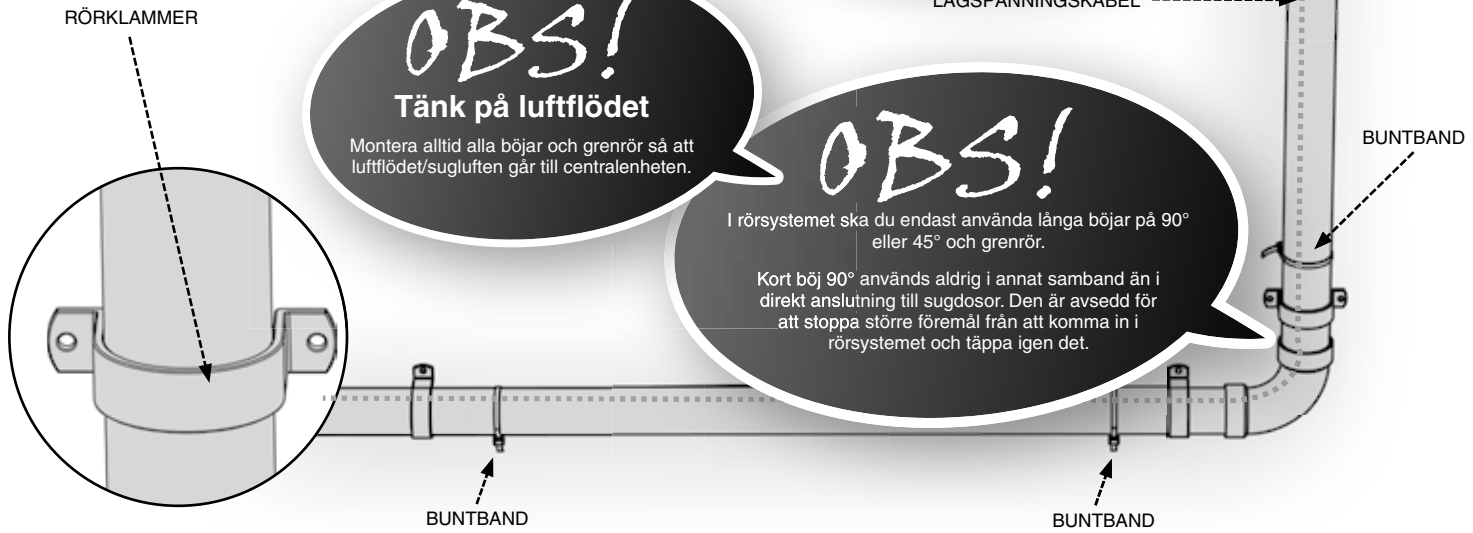 RÖRKLAMMER
LÅGSPÄNNINGSKABEL
OBS!
Tänk på luftflödet
Montera alltid alla böjar och grenrör så att
luftflödet/sugluften går till centralenheten.
OBS!
I rörsystemet ska du endast använda långa böjar på 90°
eller 45° och grenrör.
Kort böj 90° används aldrig i annat samband än i
direkt anslutning till sugdosor. Den är avsedd för
att stoppa större föremål från att komma in i
rörsystemet och täppa igen det.
BUNTBAND
BUNTBAND
BUNTBAND